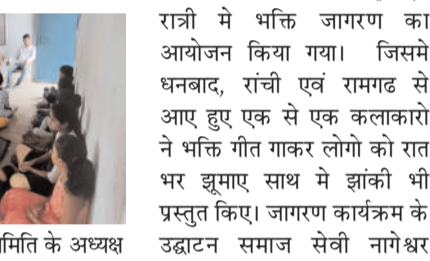 रात्री मे भक्ति जागरण का
आयोजन किया गया। जिसमे
धनबाद, रांची एवं रामगढ से
आए हुए एक से एक कलाकारो
ने भक्ति गीत गाकर लोगो को रात
भर झूमाए साथ मे झांकी भी
प्रस्तुत किए। जागरण कार्यक्रम के
उद्घाटन समाज सेवी नागेश्वर
मिति के अध्यक्ष